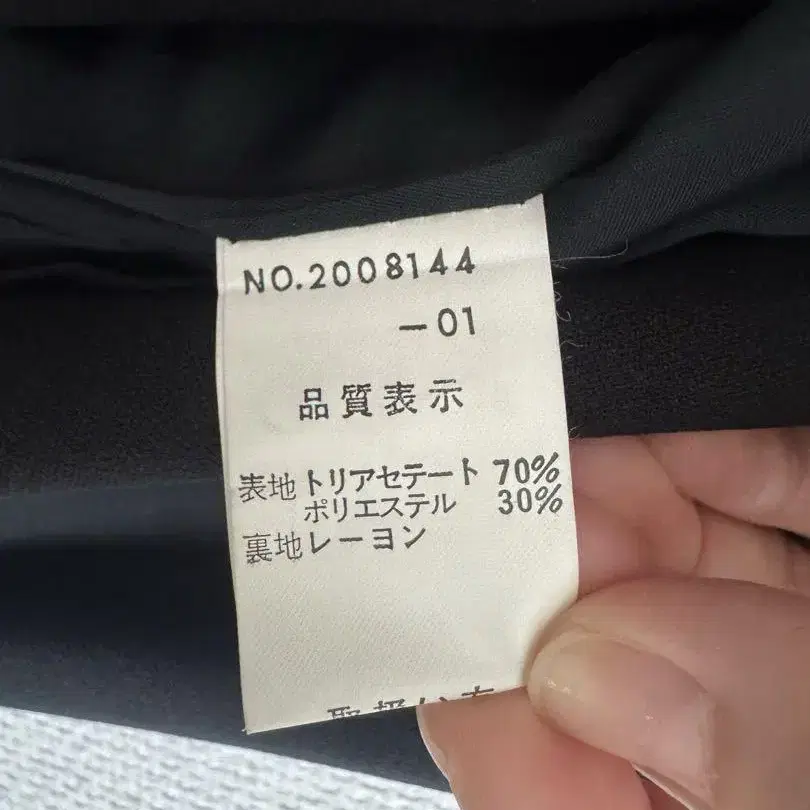 NO.2008144
－01
品質表示
表地 トリアセテート 70%
ポリエステル 30%
裏地 レーヨン